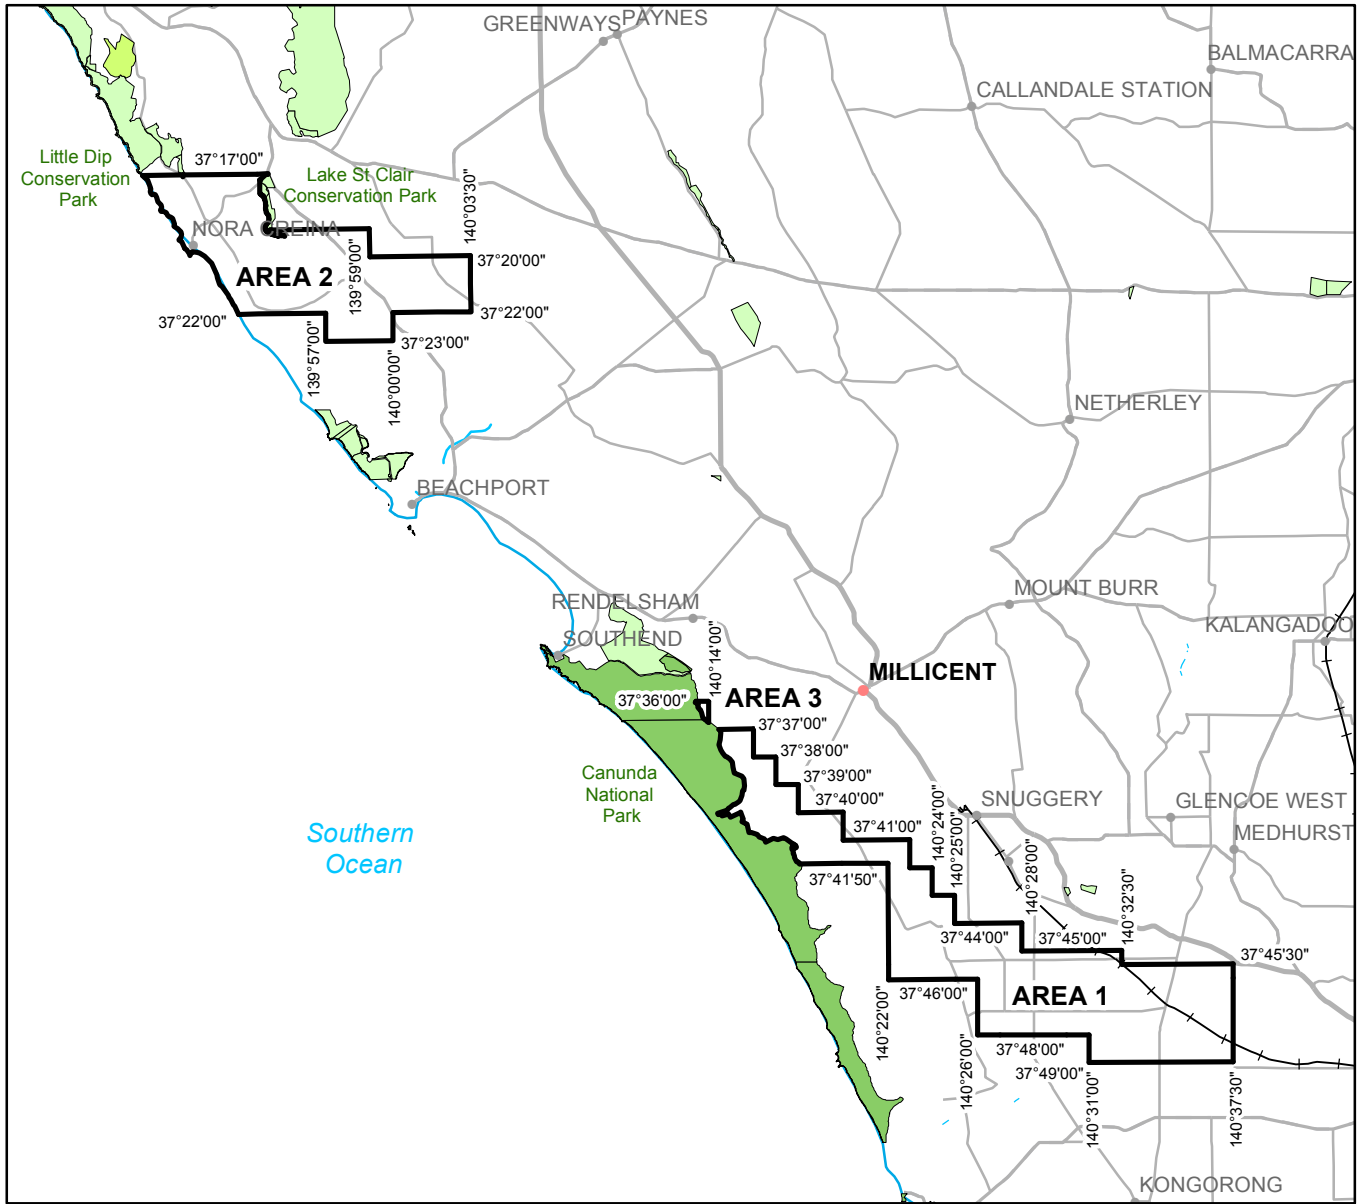 GREENWAYS
PAYNES
BALMACARRA
CALLANDALE STATION
Little Dip
Conservation
Park
37°17'00"
Lake St Clair
Conservation Park
140°03'30"
NORA CREINA
139°59'00"
37°20'00"
AREA 2
37°22'00"
37°22'00"
139°57'00"
140°00'00"
37°23'00"
NETHERLEY
BEACHPORT
MOUNT BURR
RENDELSHAM
KALANGADOO
SOUTHEND
140°14'00"
MILLICENT
37°36'00"
AREA 3
37°37'00"
37°38'00"
37°39'00"
Canunda
National
Park
37°40'00"
SNUGGERY
GLENCOE WEST
37°41'00"
140°24'00"
140°25'00"
MEDHURST
Southern
Ocean
37°41'50"
140°28'00"
140°32'30"
37°44'00"
37°45'00"
37°45'30"
37°46'00"
AREA 1
140°22'00"
140°26'00"
37°48'00"
37°49'00"
140°31'00"
140°37'30"
KONGORONG